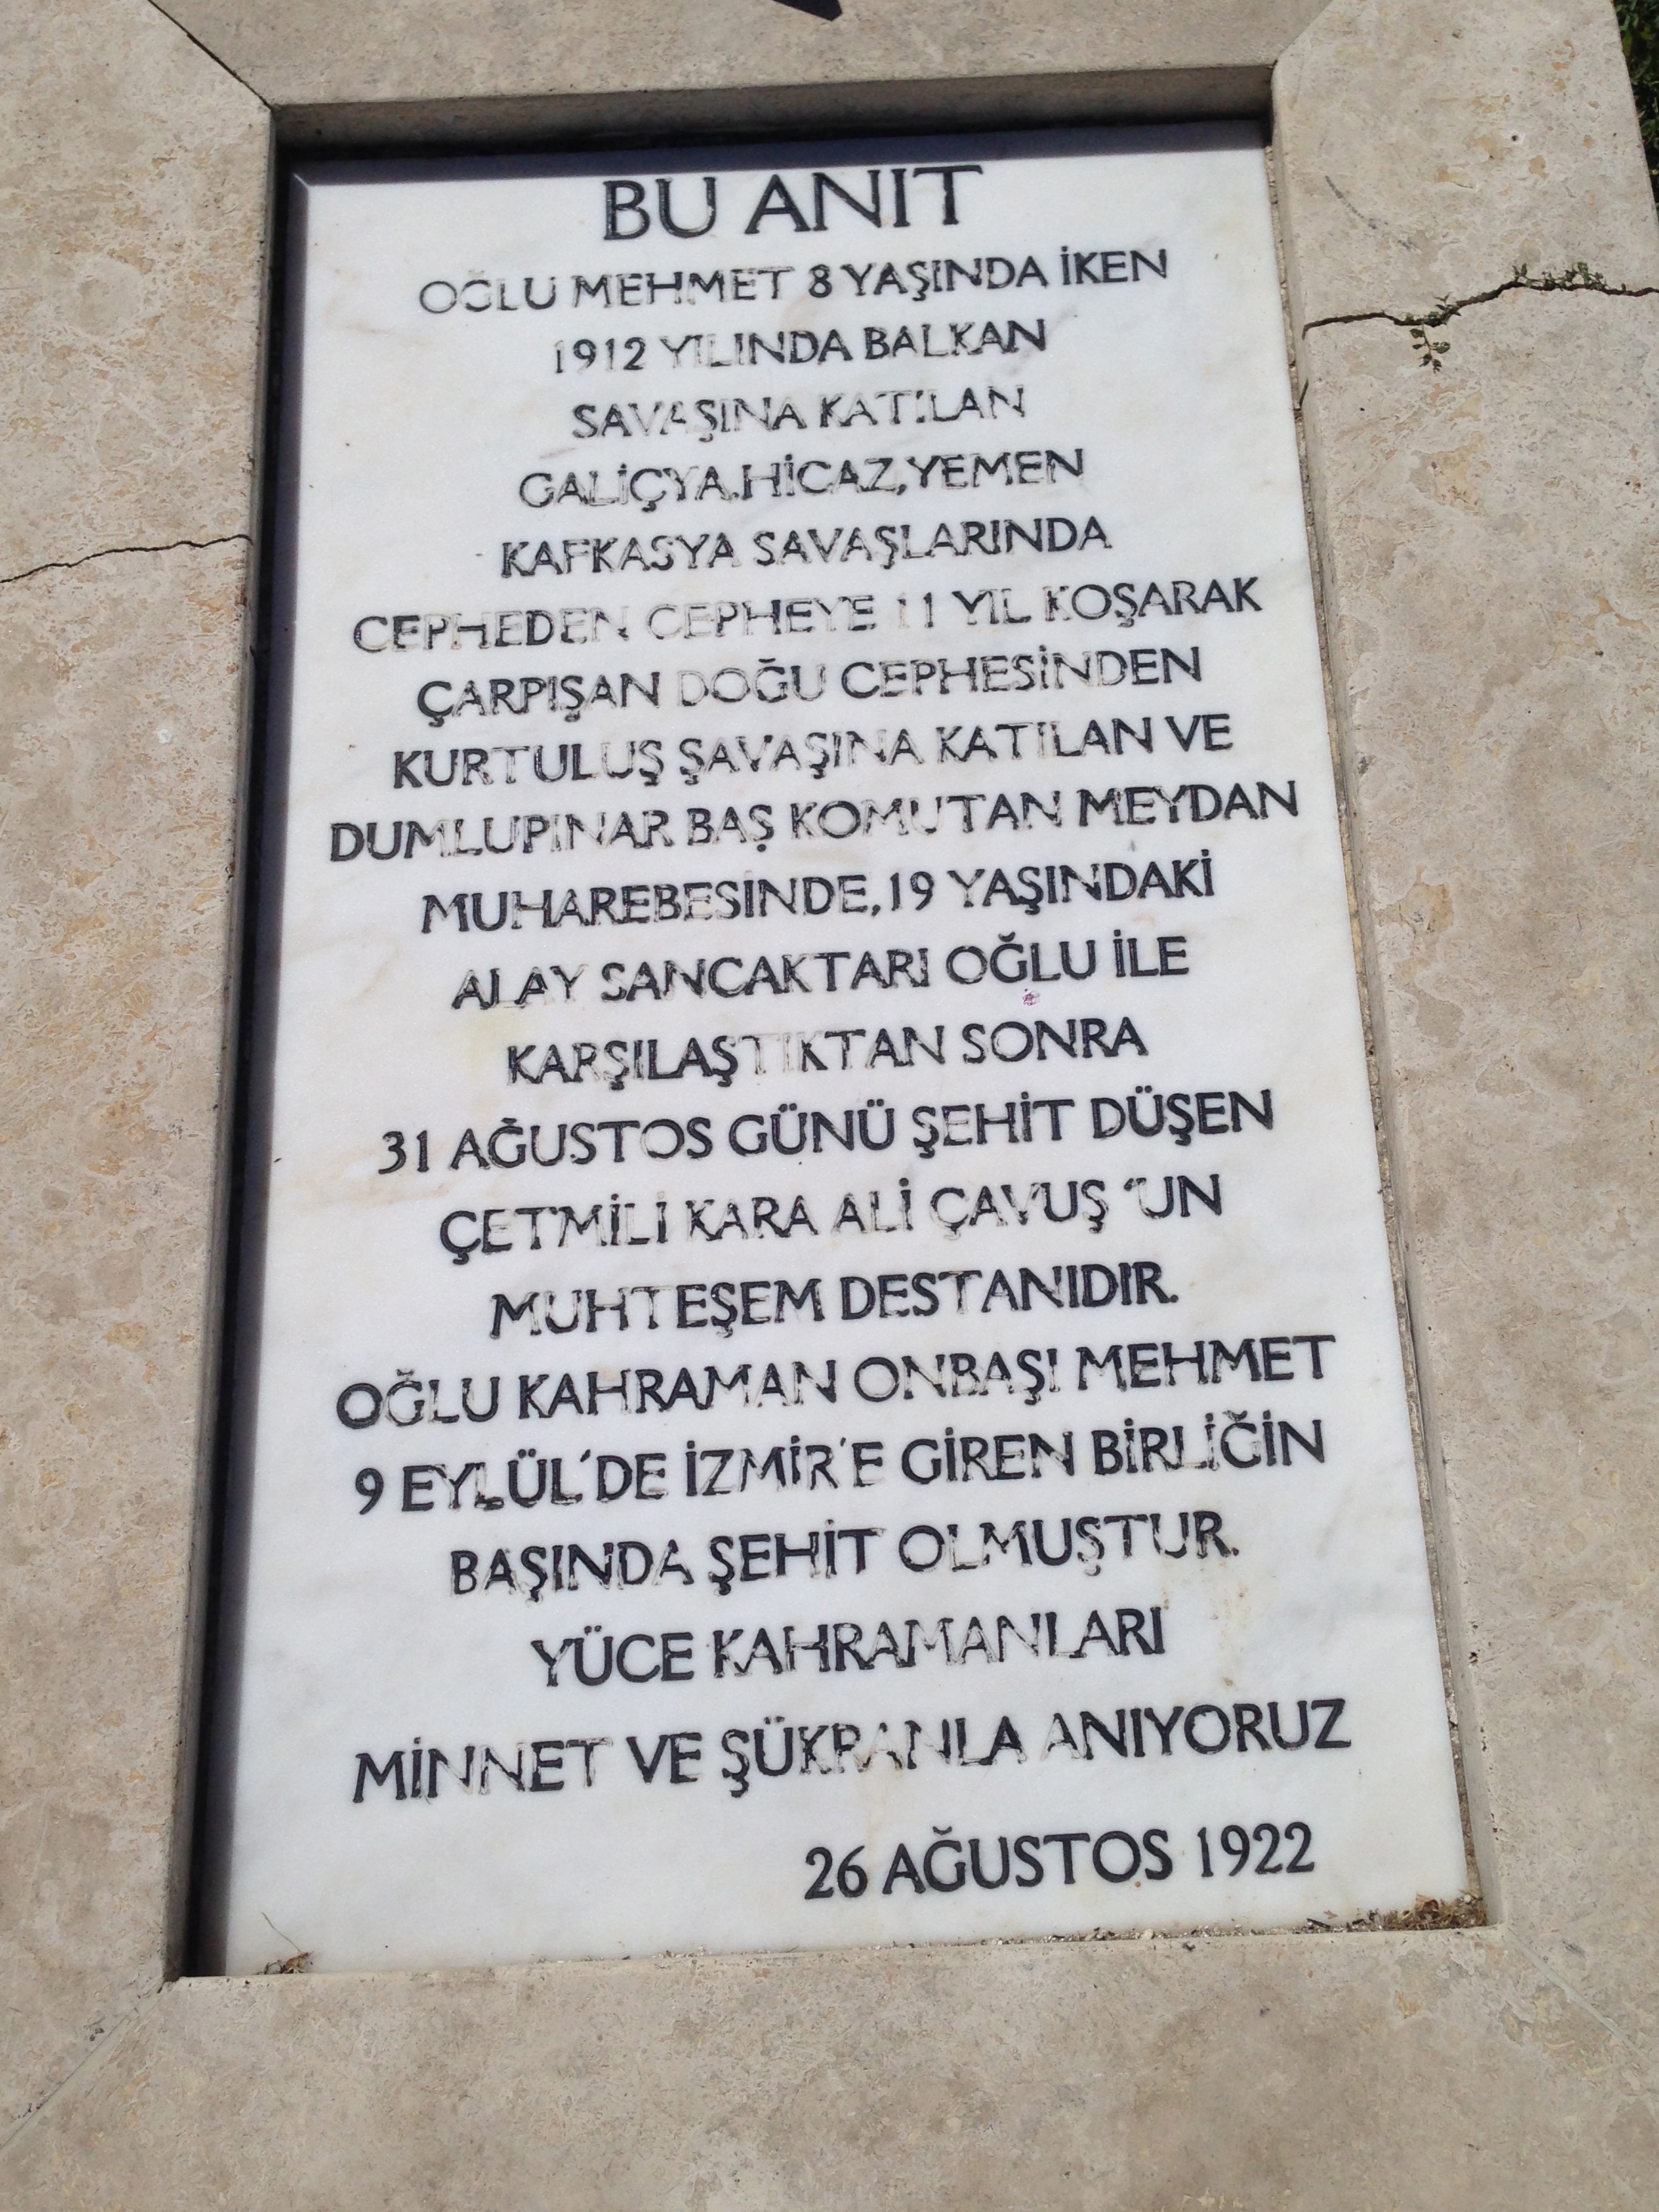 BU ANIT
OĞLU MEHMET 8 YAŞINDA İKEN
1912 YILINDA BALKAN
SAVAŞINA KATILAN
GALİÇYA,HİCAZ,YEMEN
KAFKASYA SAVAŞLARINDA
CEPHEDEN CEPHEYE 11 YIL KOŞARAK
ÇARPIŞAN DOĞU CEPHESİNDEN
KURTULUŞ ŞAVAŞINA KATILAN VE
DUMLUPINAR BAŞ KOMUTAN MEYDAN
MUHAREBESINDE,19 YAŞINDAKİ
ALAY SANCAKTARI OĞLU İLE
KARŞILAŞTIKTAN SONRA
31 AĞUSTOS GÜNÜ ŞEHİT DÜŞEN
ÇETMİLİ KARA ALİ ÇAVUŞ "UN
MUHTEŞEM DESTANIDIR.
OĞLU KAHRAMAN ONBAŞI MEHMET
9 EYLÜL'DE İZMİR'E GİREN BİRLİĞİN
BAŞINDA ŞEHİT OLMUŞTUR.
YÜCE KAHRAMANLARI
MİNNET VE ŞÜKRANLA ANIYORUZ
26 AĞUSTOS 1922